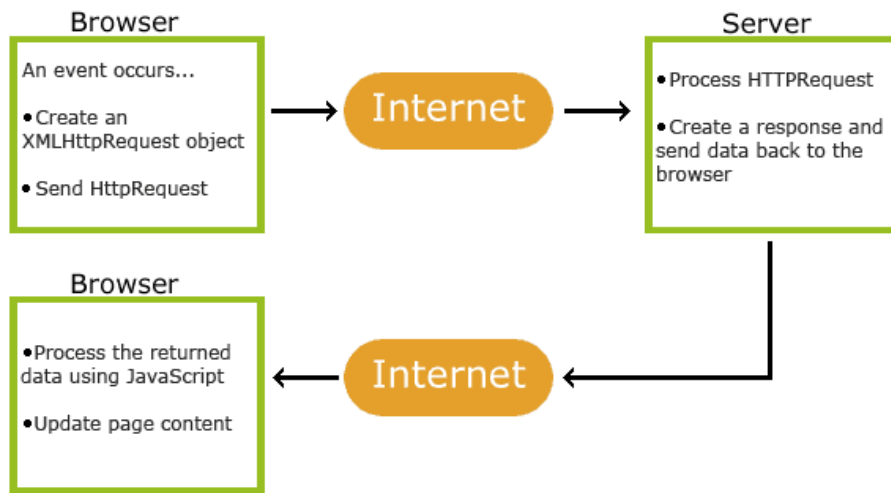 Browser
An event occurs...
•Create an
XMLHttpRequest object
• Send HttpRequest
Internet
Server
•Process HTTPRequest
•Create a response and
send data back to the
browser
Browser
•Process the returned
data using JavaScript
•Update page content
Internet